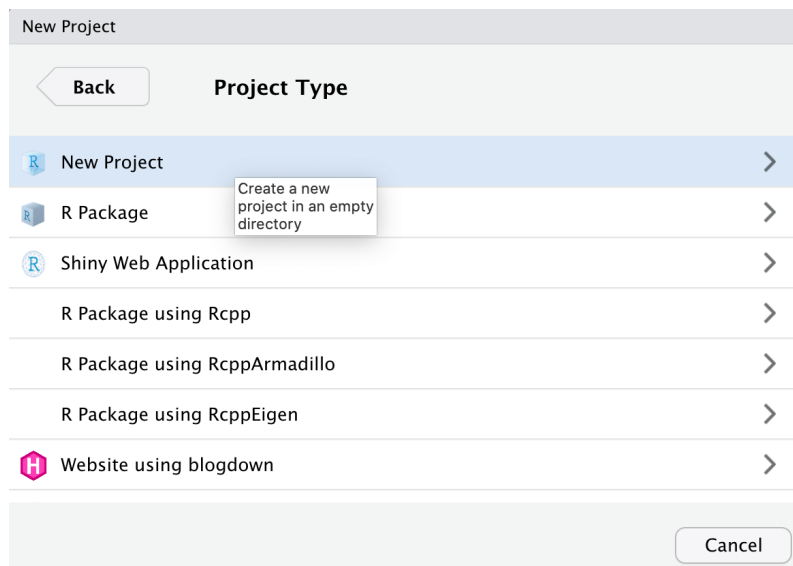 New Project
Back
Project Type
R New Project
Create a new
project in an empty
directory
R R Package
R Shiny Web Application
R Package using Rcpp
R Package using RcppArmadillo
R Package using RcppEigen
H Website using blogdown
Cancel